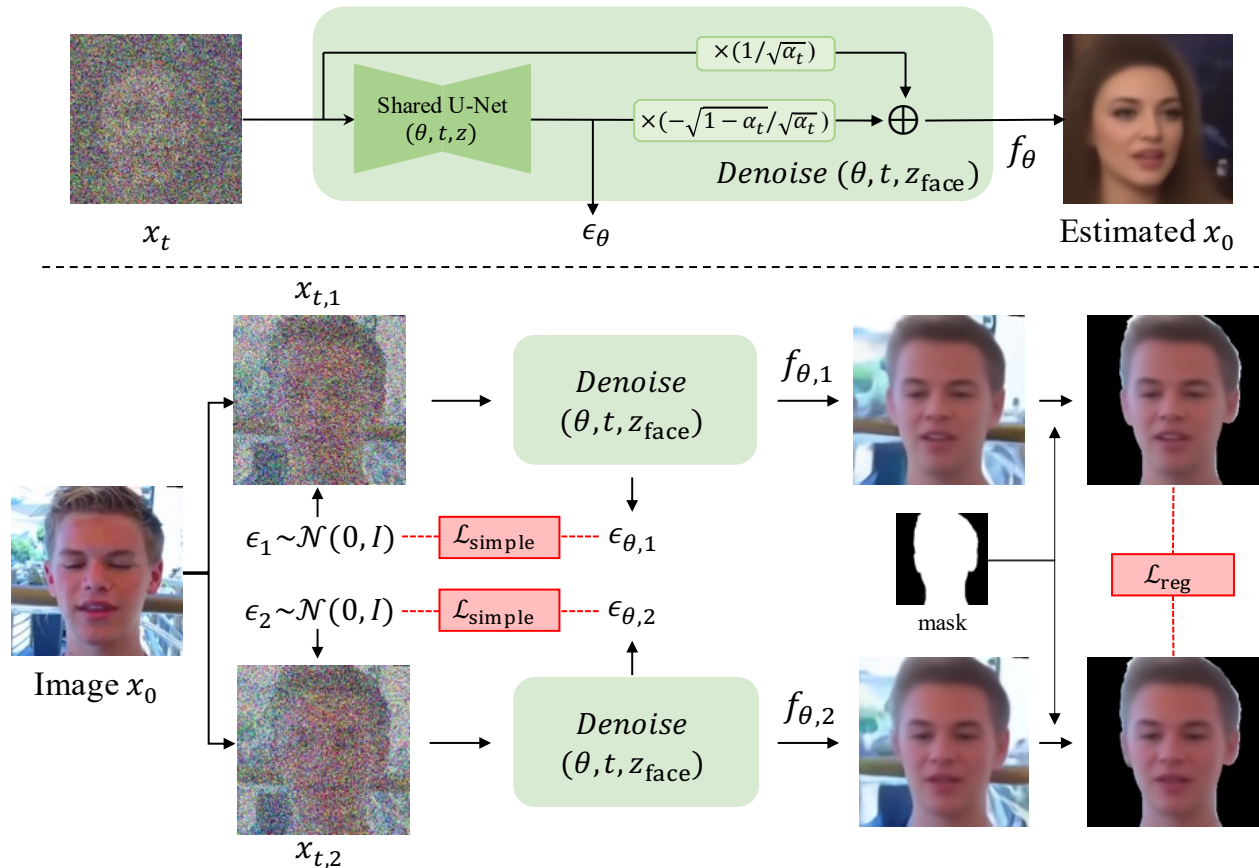 ×(1/√α_t)
Shared U-Net
(θ, t, z)
×(−√1 − α_t/√α_t)
⊕
f_θ
Denoise (θ, t, z_face)
x_t
ϵ_θ
Estimated x_0
x_{t,1}
Denoise
(θ, t, z_face)
f_{θ,1}
ϵ_1~𝒩(0, I)
ℒ_simple
ϵ_{θ,1}
ϵ_2~𝒩(0, I)
ℒ_simple
ϵ_{θ,2}
mask
ℒ_reg
Image x_0
Denoise
(θ, t, z_face)
f_{θ,2}
x_{t,2}